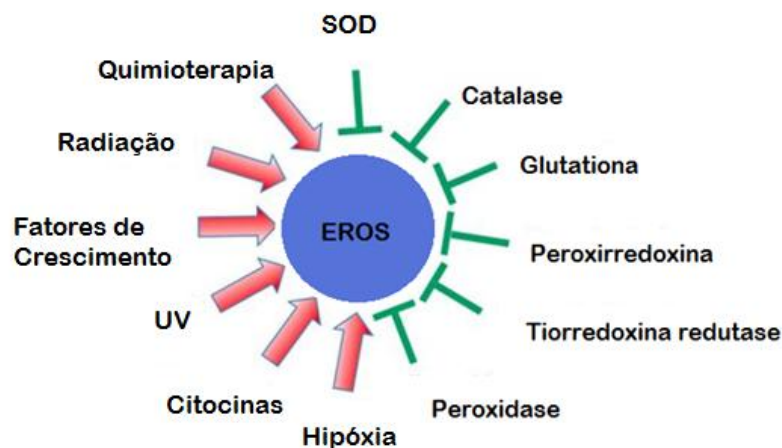 SOD
Quimioterapia
Catalase
Radiação
Glutationa
Fatores de
Crescimento
EROS
Peroxirredoxina
UV
Tiorredoxina redutase
Citocinas
Peroxidase
Hipóxia